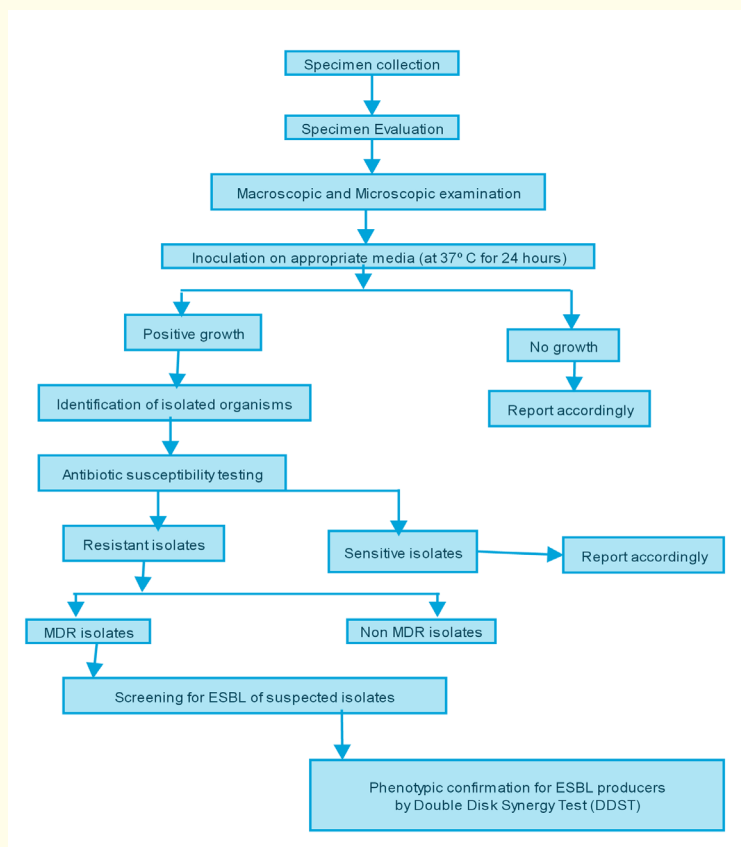 Specimen collection
Specimen Evaluation
Macroscopic and Microscopic examination
Inoculation on appropriate media (at 37º C for 24 hours)
Positive growth
No growth
Identification of isolated organisms
Report accordingly
Antibiotic susceptibility testing
Resistant isolates
Sensitive isolates
Report accordingly
MDR isolates
Non MDR isolates
Screening for ESBL of suspected isolates
Phenotypic confirmation for ESBL producers
by Double Disk Synergy Test (DDST)